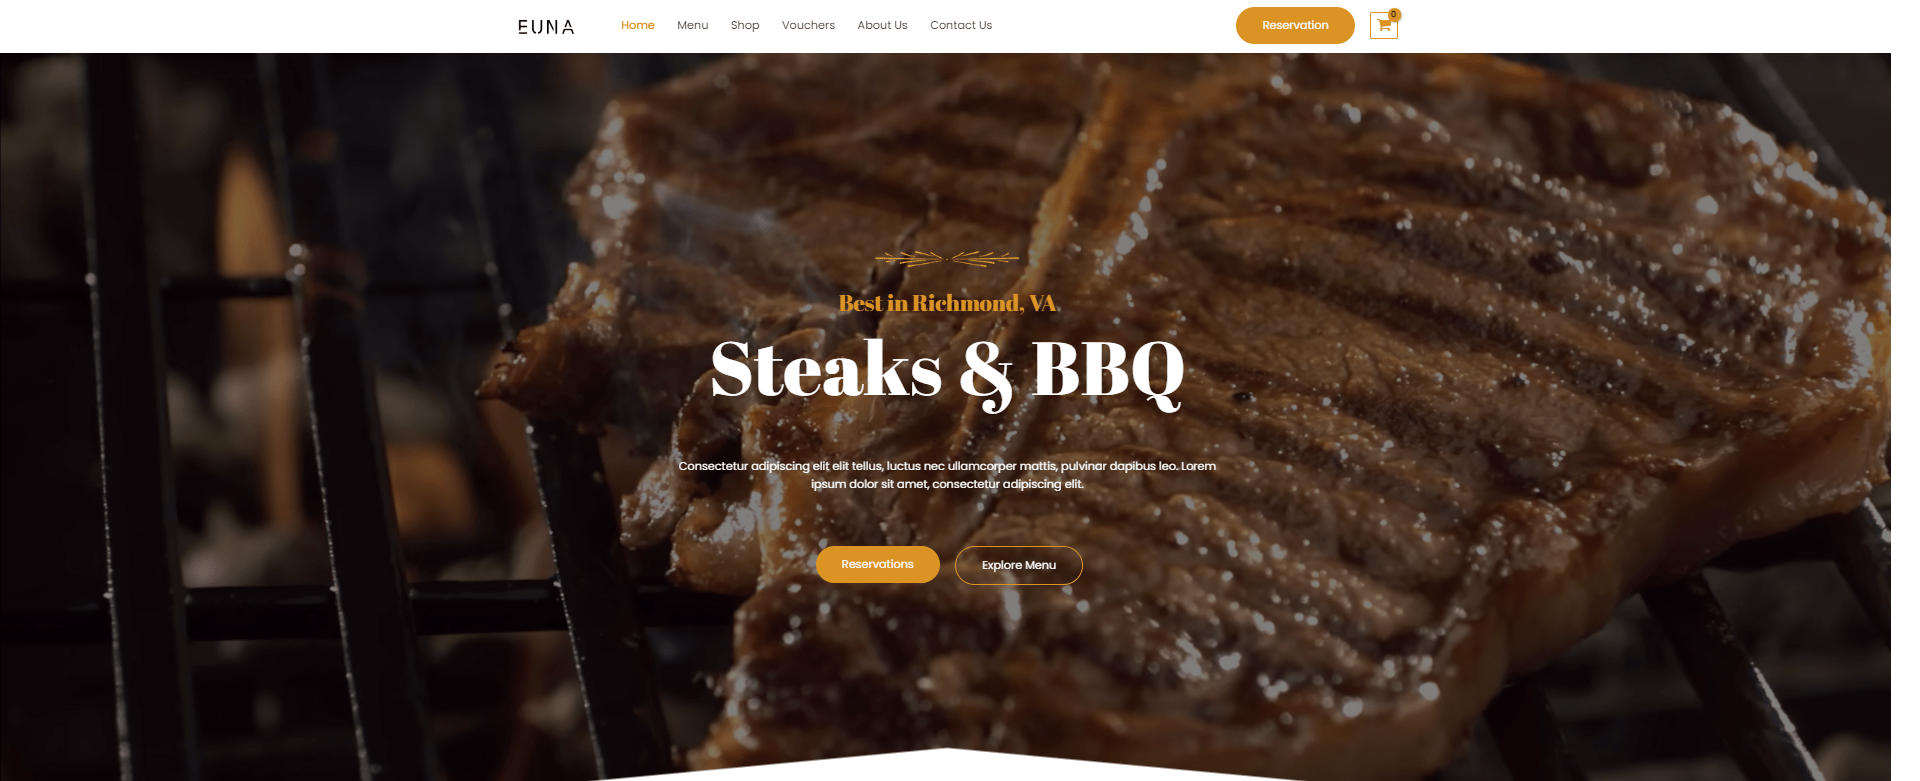 EUNA
Home
Menu
Shop
Vouchers
About Us
Contact Us
Reservation
0
Best in Richmond, VA
Steaks & BBQ
Consectetur adipiscing elit elit tellus, luctus nec ullamcorper mattis, pulvinar dapibus leo. Lorem
ipsum dolor sit amet, consectetur adipiscing elit.
Reservations
Explore Menu